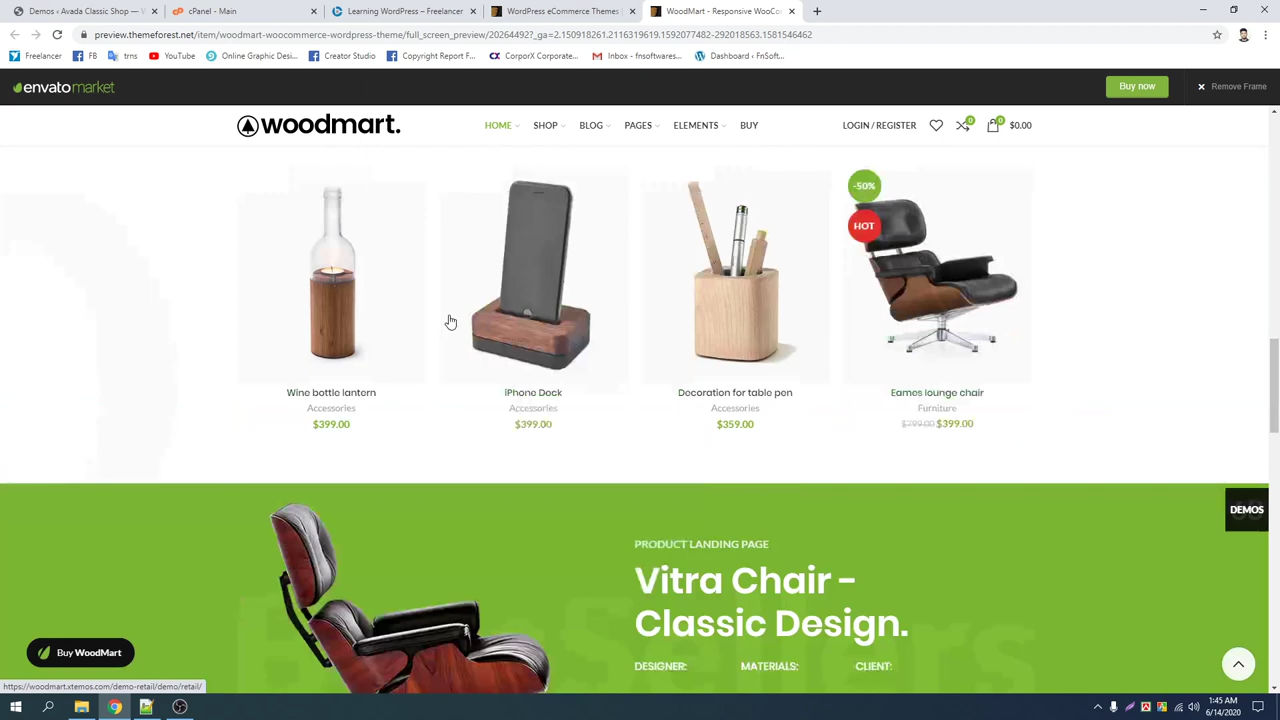 Demos ‹ Avada Classic Shop — W
cPanel - Main
Learning WordPress – Freelancer
WordPress eCommerce Themes
WoodMart - Responsive WooCo
preview.themeforest.net/item/woodmart-woocommerce-wordpress-theme/full_screen_preview/20264492?_ga=2.150918261.2116319619.1592077482-292018563.1581546462
Freelancer
FB
trns
YouTube
Online Graphic Desi...
Creator Studio
Copyright Report F...
CorporX Corporate...
Inbox - fnsoftwares...
Dashboard ‹ FnSoft...
envatomarket
Buy now
Remove Frame
woodmart.
HOME
SHOP
BLOG
PAGES
ELEMENTS
BUY
LOGIN / REGISTER
0
0
$0.00
-50%
HOT
Wine bottle lantern
Accessories
$399.00
iPhone Dock
Accessories
$399.00
Decoration for table pen
Accessories
$359.00
Eames lounge chair
Furniture
$799.00 $399.00
DEMOS
PRODUCT LANDING PAGE
Vitra Chair –
Classic Design.
DESIGNER:
MATERIALS:
CLIENT:
Buy WoodMart
https://woodmart.xtemos.com/demo-retail/demo/retail/
1:45 AM
6/14/2020